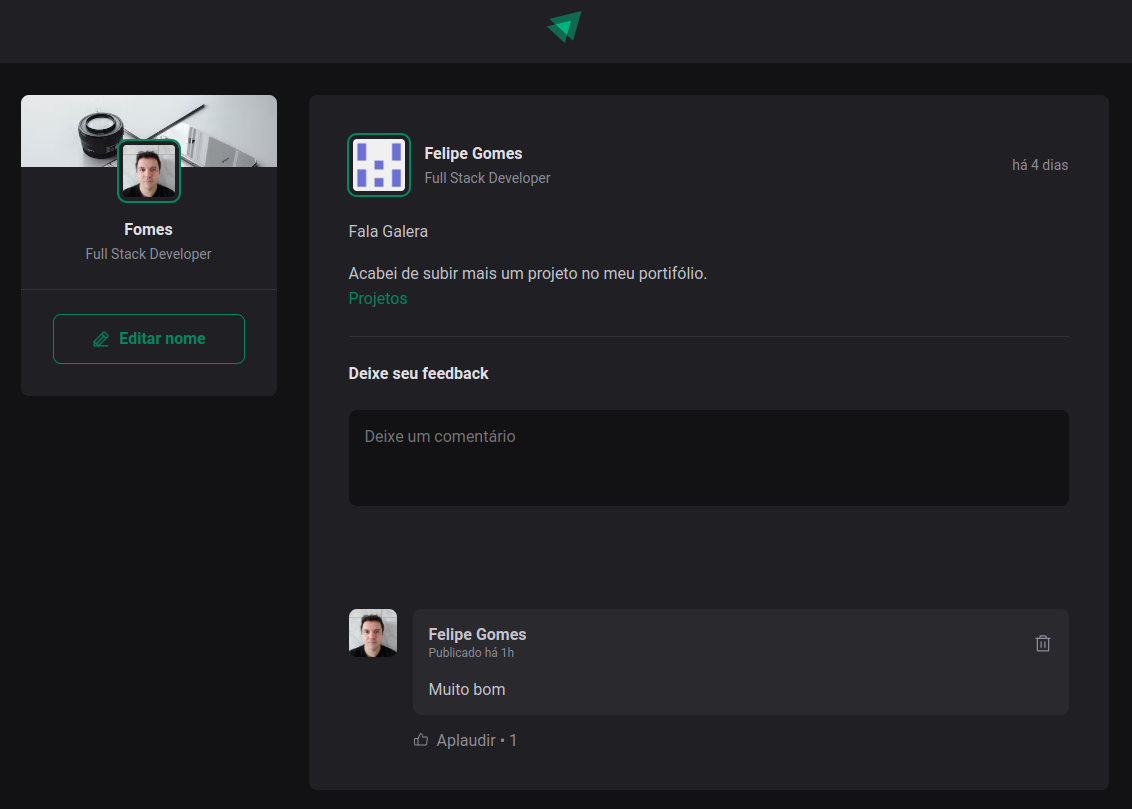 Fomes
Full Stack Developer
Editar nome
Felipe Gomes
Full Stack Developer
há 4 dias
Fala Galera
Acabei de subir mais um projeto no meu portifólio.
Projetos
Deixe seu feedback
Deixe um comentário
Felipe Gomes
Publicado há 1h
Muito bom
Aplaudir • 1